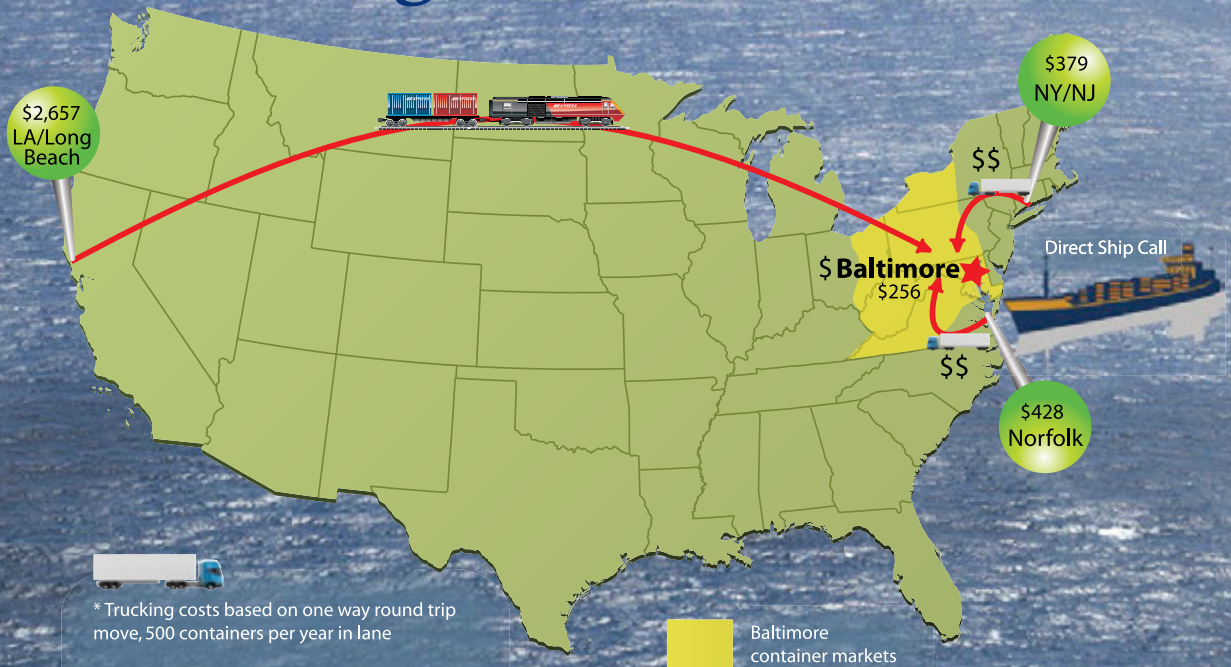 $2,657
LA/Long
Beach
$379
NY/NJ
$$
Direct Ship Call
$ Baltimore
$256
$$
$428
Norfolk
* Trucking costs based on one way round trip
move, 500 containers per year in lane
Baltimore
container markets